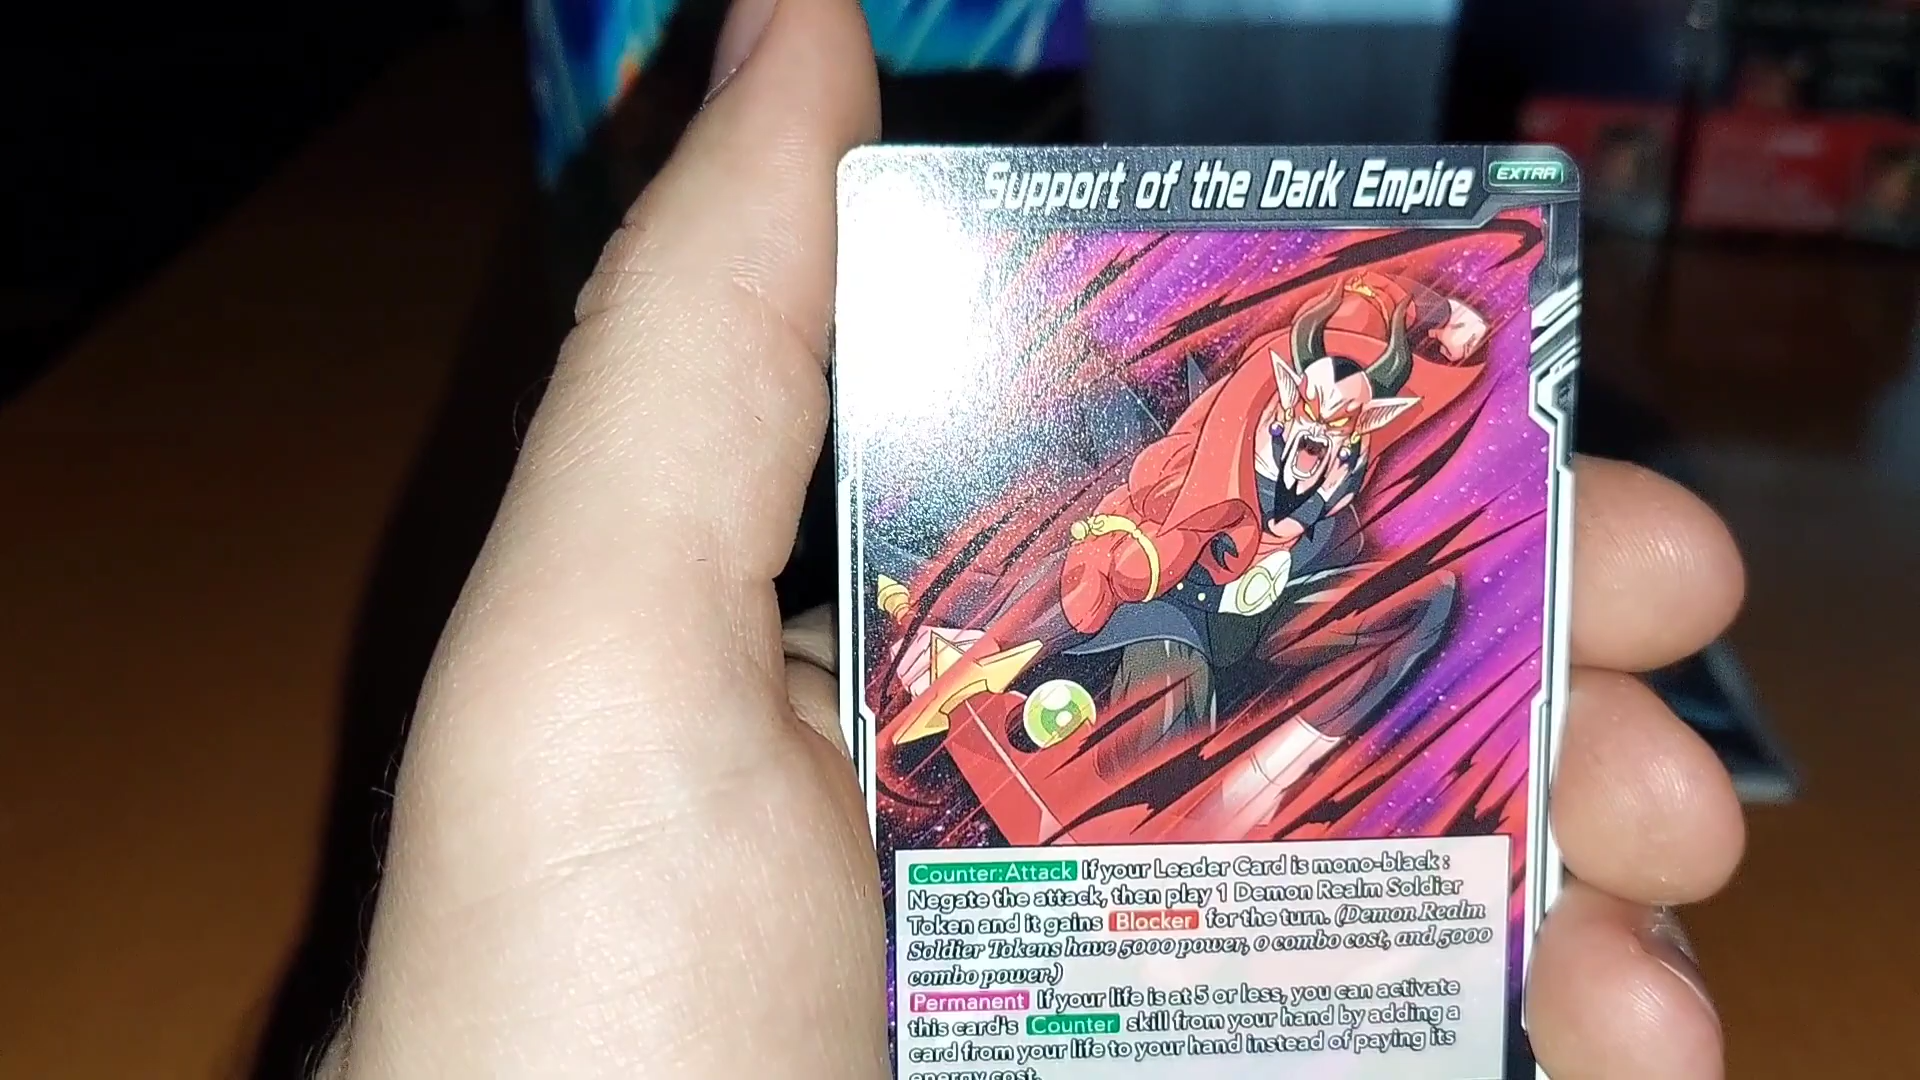 Support of the Dark Empire
EXTRA
Counter:Attack If your Leader Card is mono-black :
Negate the attack, then play 1 Demon Realm Soldier
Token and it gains Blocker for the turn. (Demon Realm
Soldier Tokens have 5000 power, 0 combo cost, and 5000
combo power.)
Permanent If your life is at 5 or less, you can activate
this card's Counter skill from your hand by adding a
card from your life to your hand instead of paying its
energy cost.